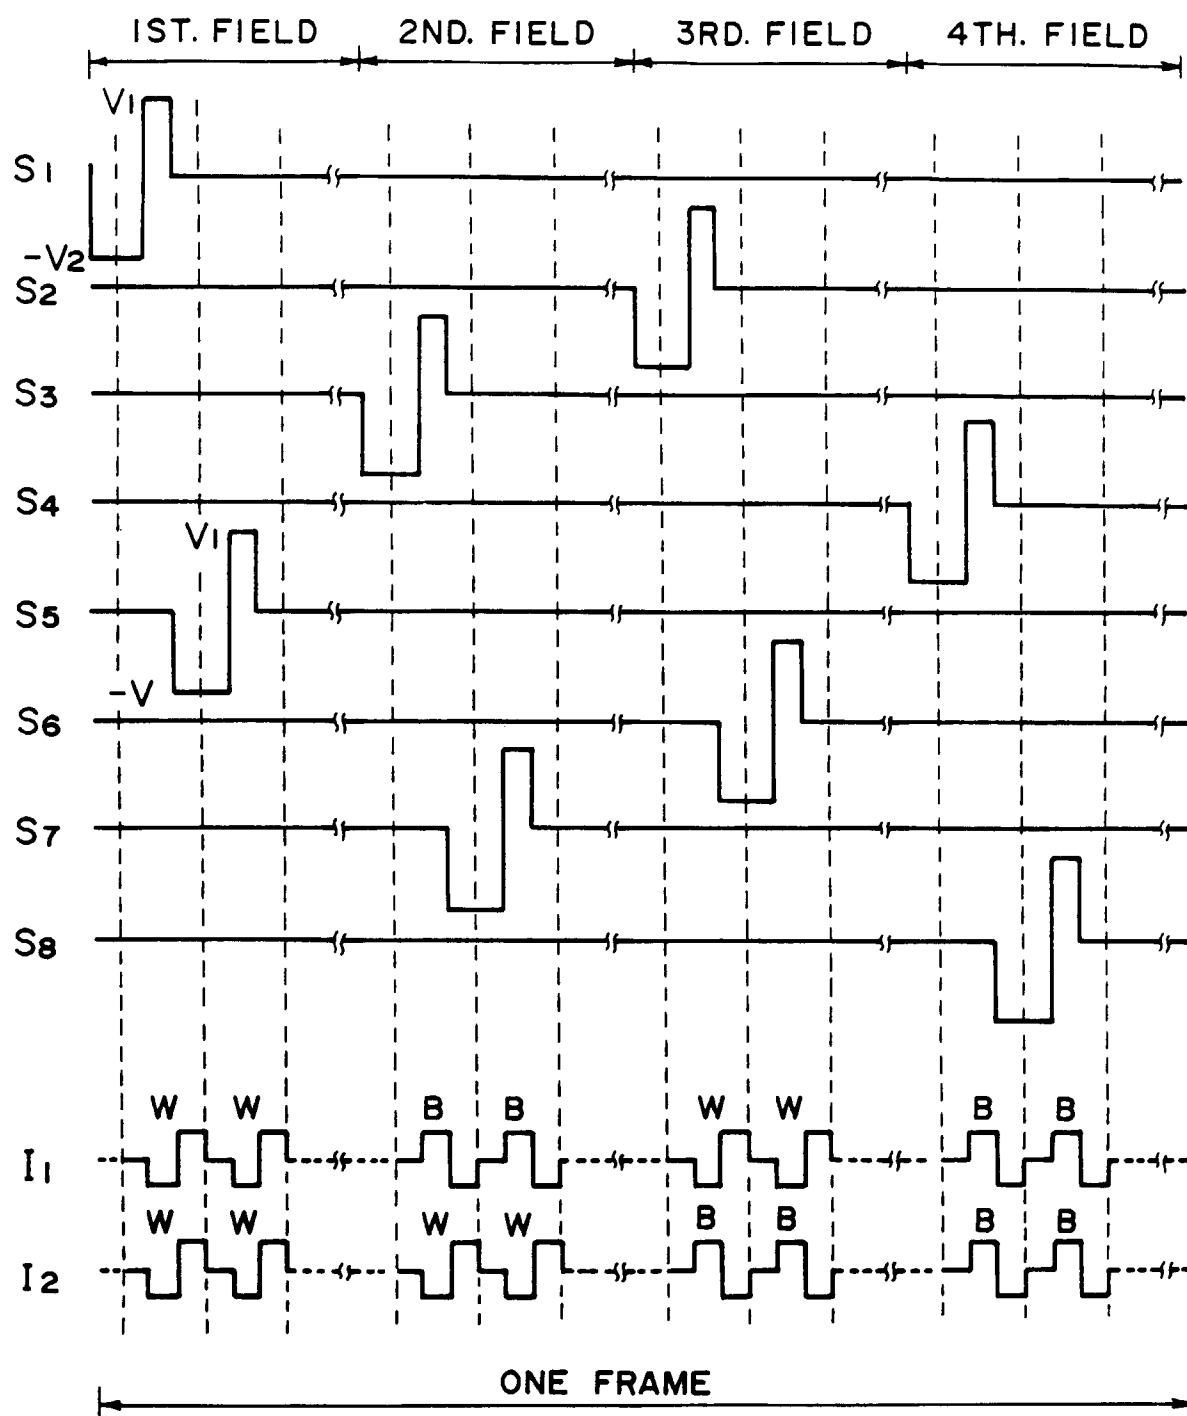 1ST. FIELD 2ND. FIELD 3RD. FIELD 4TH. FIELD
V1
S1
-V2
S2
S3
S4
V1
S5
-V
S6
S7
S8
W W B B W W B B
I1
W W W W B B B B
I2
ONE FRAME